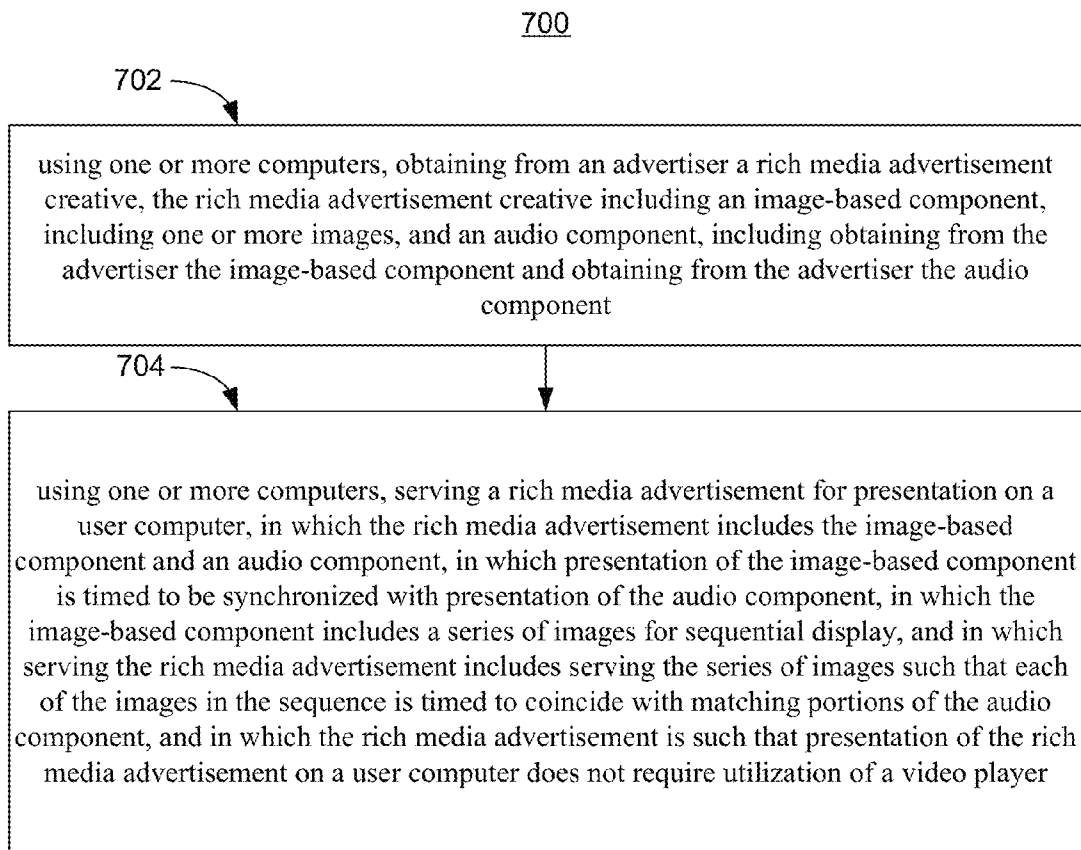 700
702
using one or more computers, obtaining from an advertiser a rich media advertisement
creative, the rich media advertisement creative including an image-based component,
including one or more images, and an audio component, including obtaining from the
advertiser the image-based component and obtaining from the advertiser the audio
component
704
using one or more computers, serving a rich media advertisement for presentation on a
user computer, in which the rich media advertisement includes the image-based
component and an audio component, in which presentation of the image-based component
is timed to be synchronized with presentation of the audio component, in which the
image-based component includes a series of images for sequential display, and in which
serving the rich media advertisement includes serving the series of images such that each
of the images in the sequence is timed to coincide with matching portions of the audio
component, and in which the rich media advertisement is such that presentation of the rich
media advertisement on a user computer does not require utilization of a video player